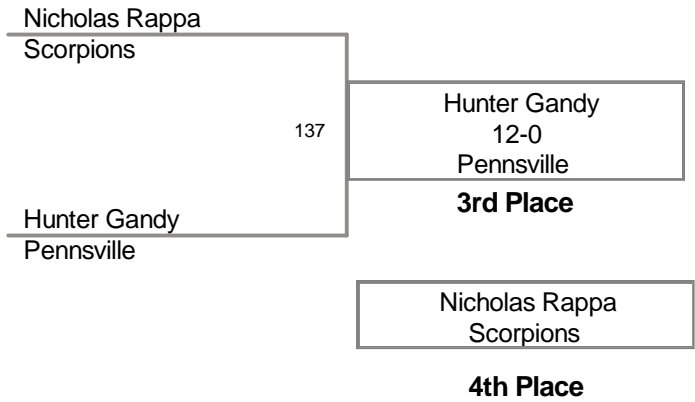 Nicholas Rappa
Scorpions
137
Hunter Gandy
12-0
Pennsville
3rd Place
Hunter Gandy
Pennsville
Nicholas Rappa
Scorpions
4th Place